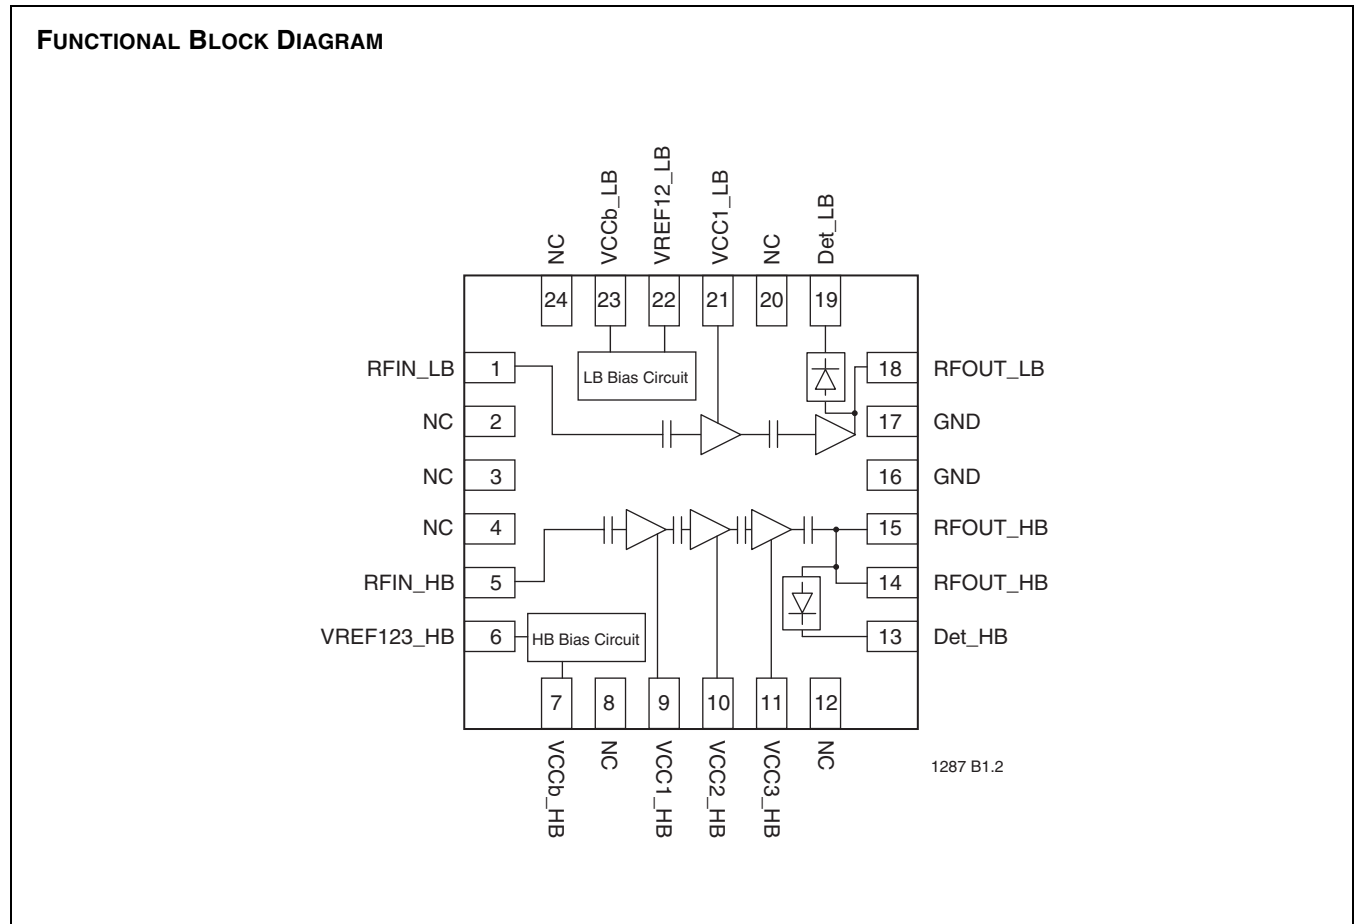 FUNCTIONAL BLOCK DIAGRAM
NC
VCCb_LB
VREF12_LB
VCC1_LB
NC
Det_LB
24
23
22
21
20
19
RFIN_LB
1
LB Bias Circuit
18
RFOUT_LB
NC
2
17
GND
NC
3
16
GND
NC
4
15
RFOUT_HB
RFIN_HB
5
14
RFOUT_HB
VREF123_HB
6
HB Bias Circuit
13
Det_HB
7
8
9
10
11
12
VCCb_HB
NC
VCC1_HB
VCC2_HB
VCC3_HB
NC
1287 B1.2